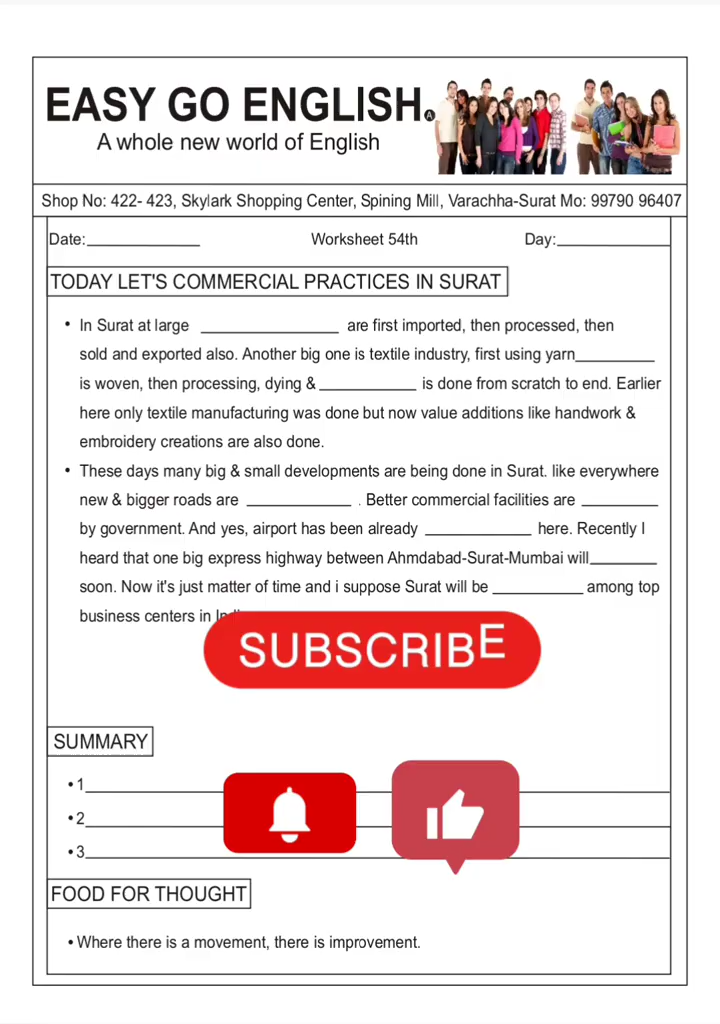 EASY GO ENGLISH.
A whole new world of English
Shop No: 422- 423, Skylark Shopping Center, Spining Mill, Varachha-Surat Mo: 99790 96407
Date:____________ Worksheet 54th Day:____________
TODAY LET'S COMMERCIAL PRACTICES IN SURAT
• In Surat at large _______________ are first imported, then processed, then
sold and exported also. Another big one is textile industry, first using yarn_________
is woven, then processing, dying & ___________ is done from scratch to end. Earlier
here only textile manufacturing was done but now value additions like handwork &
embroidery creations are also done.
• These days many big & small developments are being done in Surat. like everywhere
new & bigger roads are ____________ . Better commercial facilities are _________
by government. And yes, airport has been already ____________ here. Recently I
heard that one big express highway between Ahmdabad-Surat-Mumbai will________
soon. Now it's just matter of time and i suppose Surat will be __________ among top
business centers in
SUBSCRIBE
SUMMARY
• 1____________
• 2____________
• 3____________
FOOD FOR THOUGHT
• Where there is a movement, there is improvement.